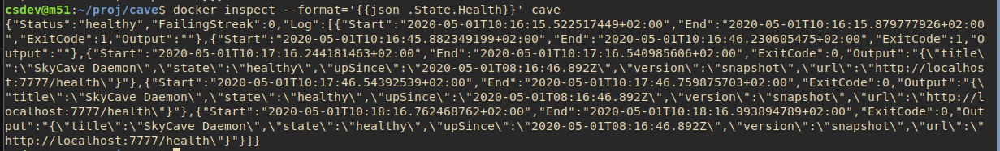 csdev@m51:~/proj/cave$ docker inspect --format='{{json .State.Health}}' cave
{"Status":"healthy","FailingStreak":0,"Log":[{"Start":"2020-05-01T10:16:15.522517449+02:00","End":"2020-05-01T10:16:15.879777926+02:00
","ExitCode":1,"Output":""},{"Start":"2020-05-01T10:16:45.882349199+02:00","End":"2020-05-01T10:16:46.230605475+02:00","ExitCode":1,"O
utput":""},{"Start":"2020-05-01T10:17:16.244181463+02:00","End":"2020-05-01T10:17:16.540985606+02:00","ExitCode":0,"Output":"{\"title\
":\"SkyCave Daemon\",\"state\":\"healthy\",\"upSince\":\"2020-05-01T08:16:46.892Z\",\"version\":\"snapshot\",\"url\":\"http://localhos
t:7777/health\"}"},{"Start":"2020-05-01T10:17:46.54392539+02:00","End":"2020-05-01T10:17:46.759875703+02:00","ExitCode":0,"Output":"{\
"title\":\"SkyCave Daemon\",\"state\":\"healthy\",\"upSince\":\"2020-05-01T08:16:46.892Z\",\"version\":\"snapshot\",\"url\":\"http://l
ocalhost:7777/health\"}"},{"Start":"2020-05-01T10:18:16.762468762+02:00","End":"2020-05-01T10:18:16.993894789+02:00","ExitCode":0,"Out
put":"{\"title\":\"SkyCave Daemon\",\"state\":\"healthy\",\"upSince\":\"2020-05-01T08:16:46.892Z\",\"version\":\"snapshot\",\"url\":\"
http://localhost:7777/health\"}"}]}